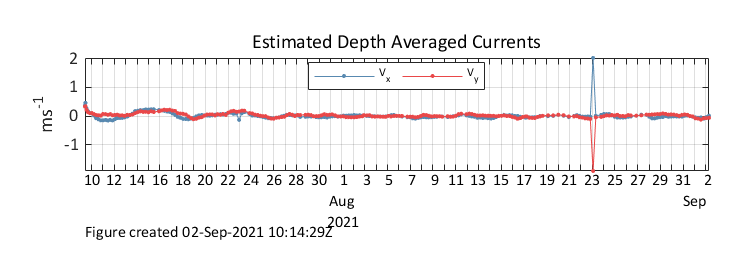 Estimated Depth Averaged Currents
2
1
0
-1
ms-1
Vx Vy
10 12 14 16 18 20 22 24 26 28 30 1 3 5 7 9 11 13 15 17 19 21 23 25 27 29 31 2
Aug Sep
2021
Figure created 02-Sep-2021 10:14:29Z